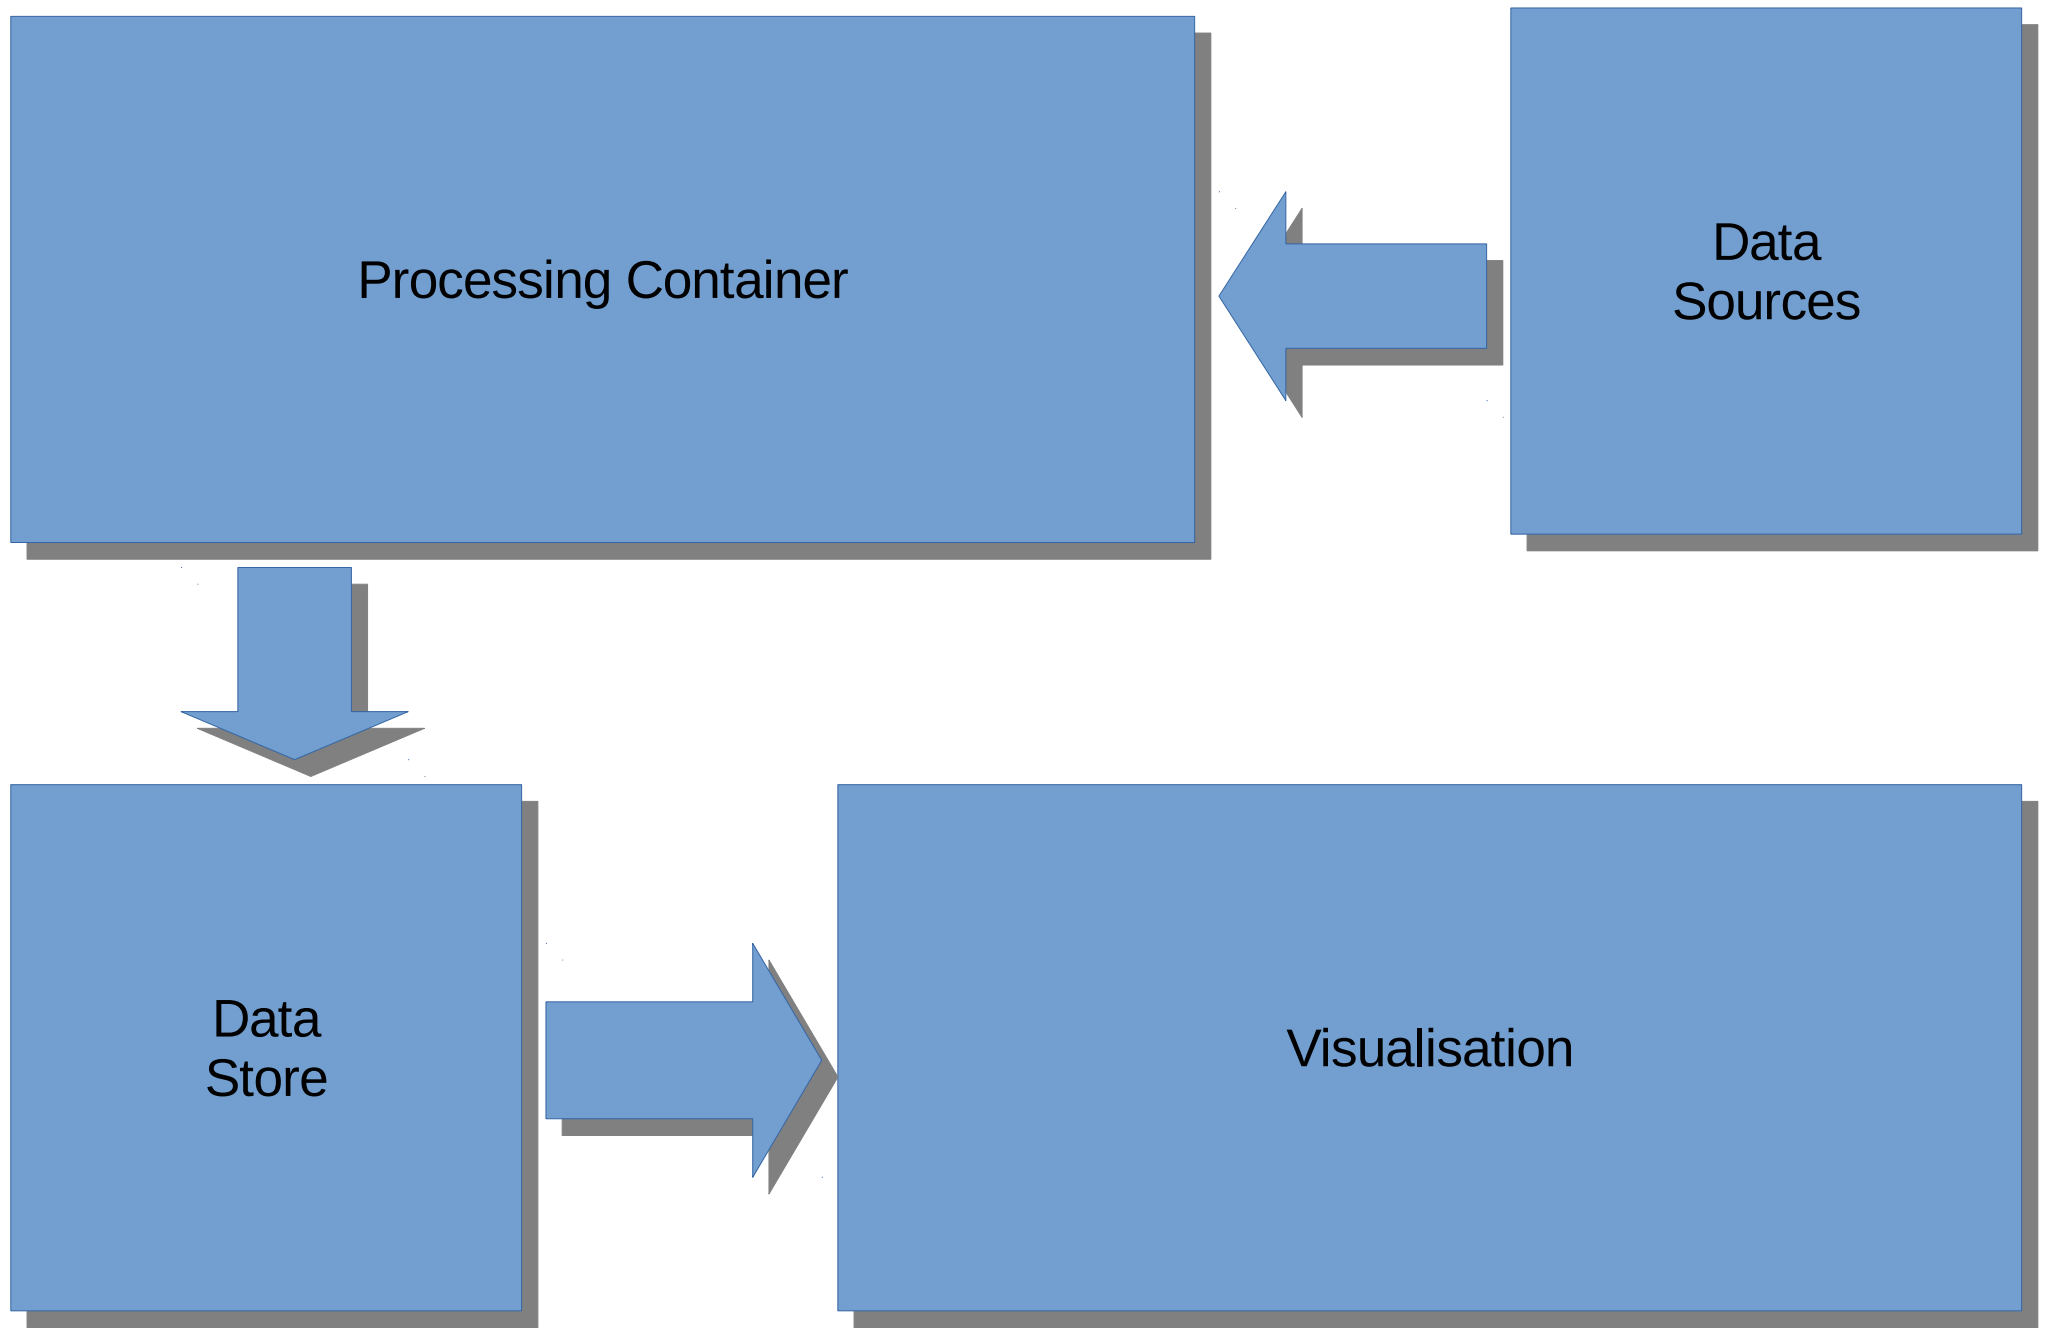 Processing Container
Data
Sources
Data
Store
Visualisation